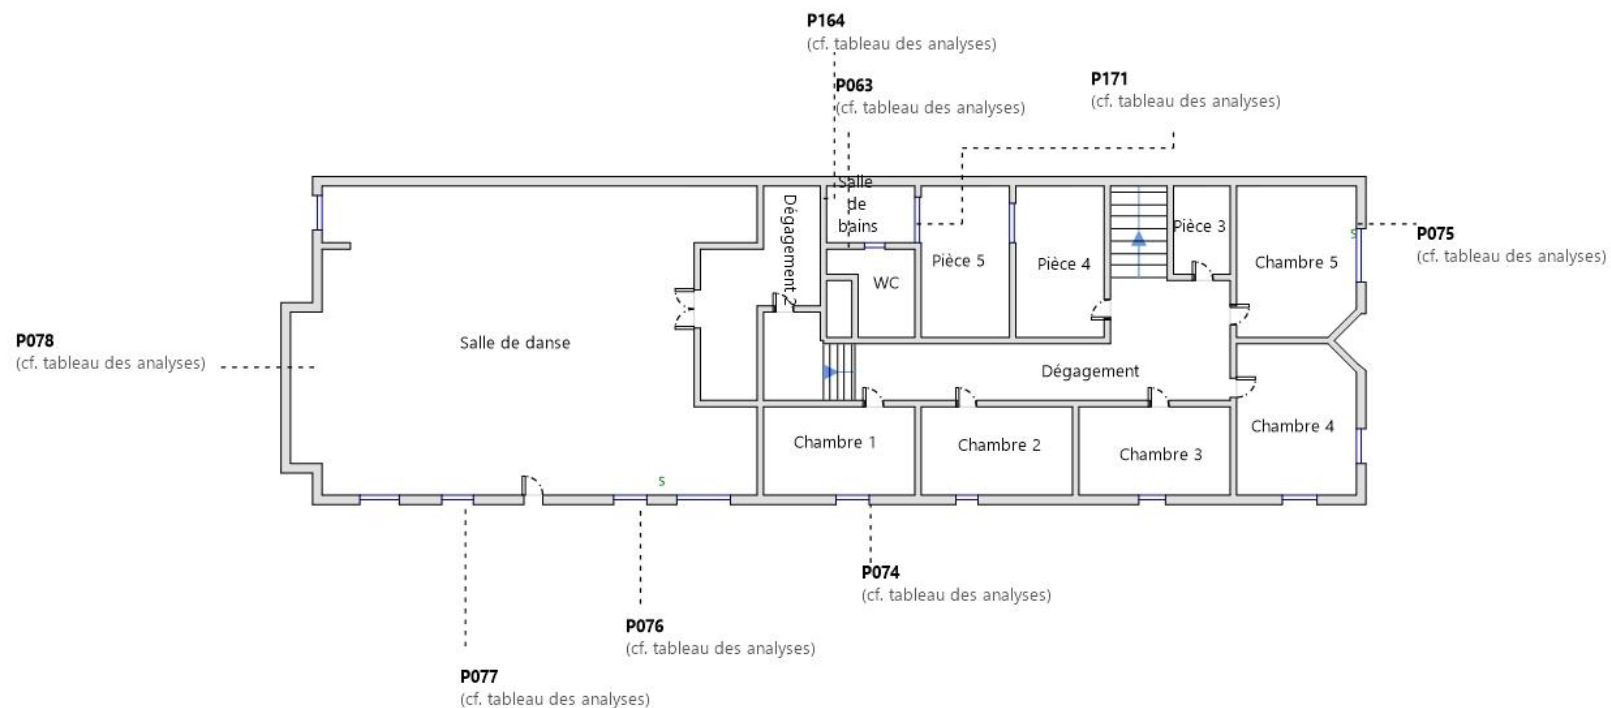 P164
(cf. tableau des analyses)
P063
(cf. tableau des analyses)
P171
(cf. tableau des analyses)
Salle
de
bains
Dégagement 2
Pièce 3
P075
(cf. tableau des analyses)
s
Pièce 5
Pièce 4
Chambre 5
WC
P078
(cf. tableau des analyses)
Salle de danse
Dégagement
Chambre 4
Chambre 1
Chambre 2
Chambre 3
s
P074
(cf. tableau des analyses)
P076
(cf. tableau des analyses)
P077
(cf. tableau des analyses)